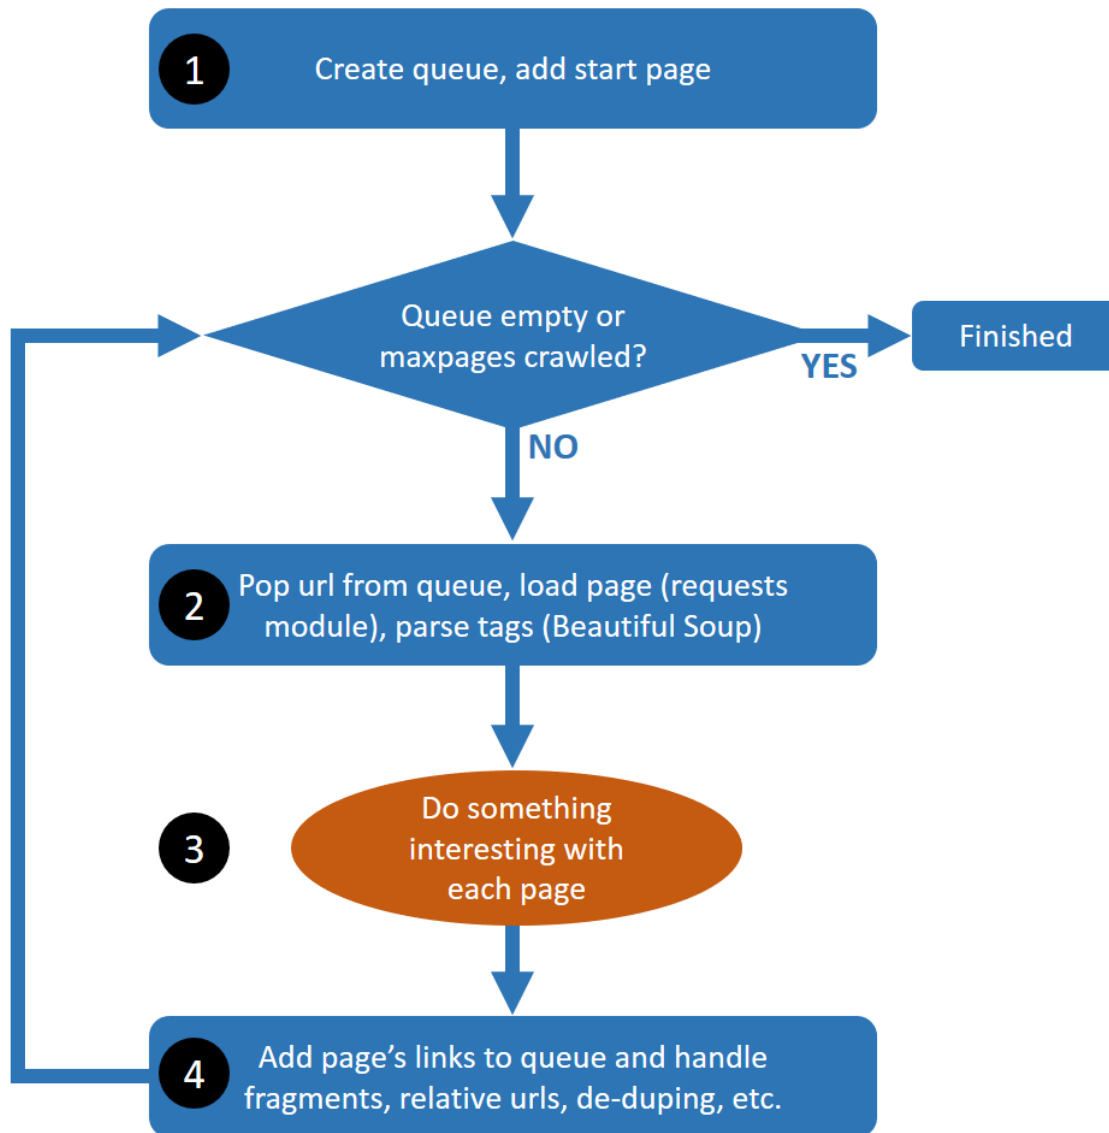 1
Create queue, add start page
Queue empty or
maxpages crawled?
YES
Finished
NO
2
Pop url from queue, load page (requests
module), parse tags (Beautiful Soup)
3
Do something
interesting with
each page
4
Add page’s links to queue and handle
fragments, relative urls, de-duping, etc.